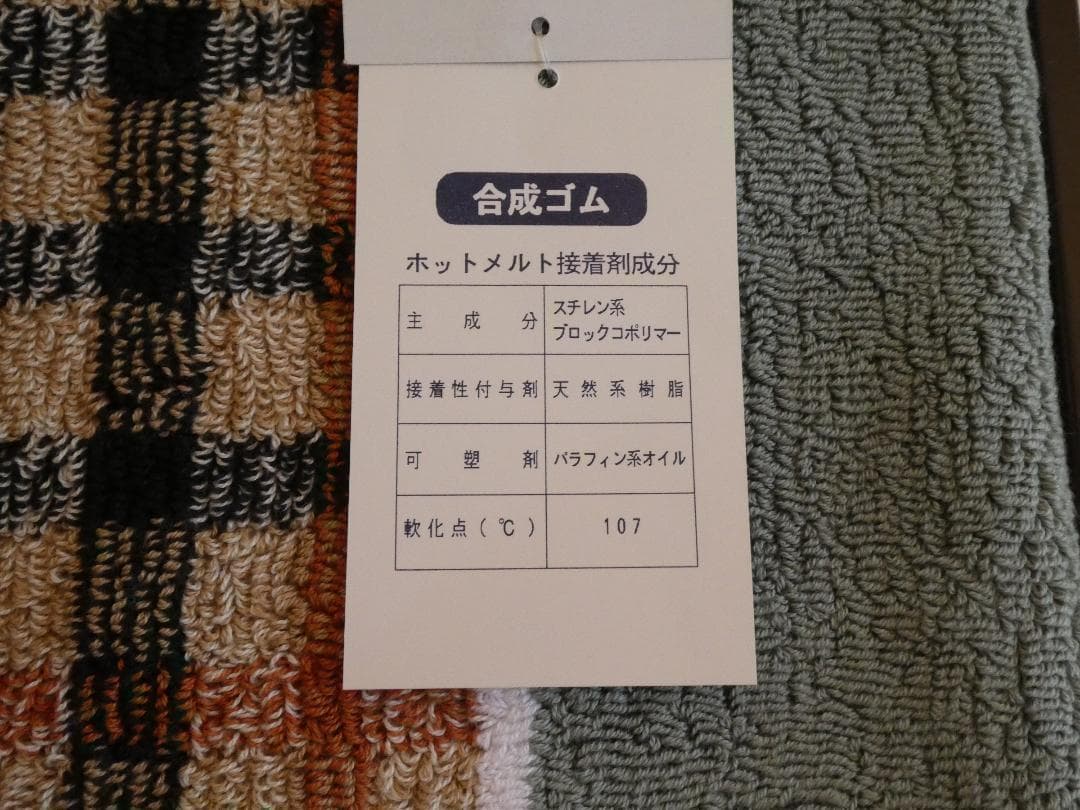 合成ゴム
ホットメルト接着剤成分
主成分 スチレン系
ブロックコポリマー
接着性付与剤 天然系樹脂
可塑剤 パラフィン系オイル
軟化点(℃) 107